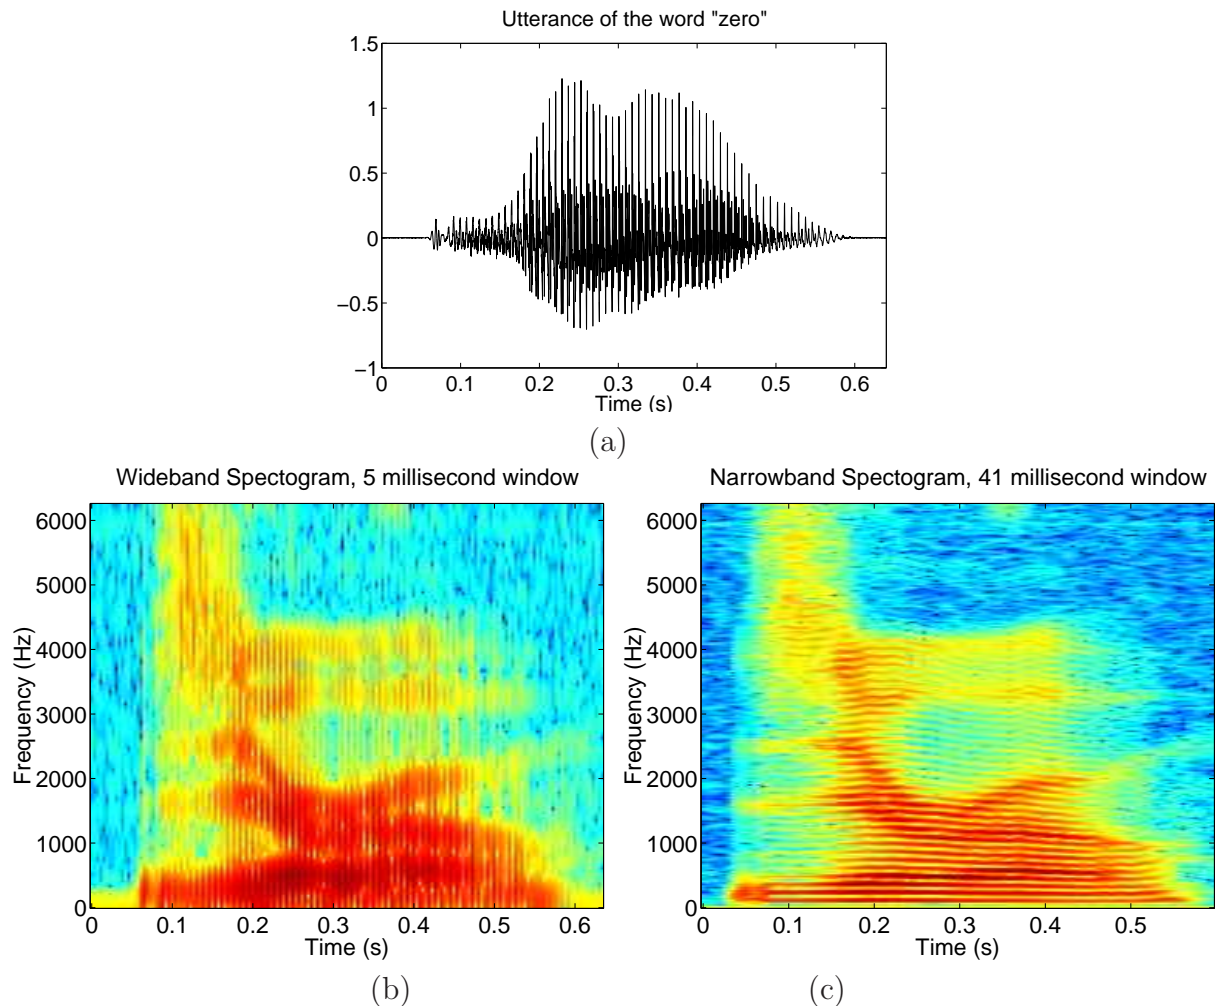 Utterance of the word "zero"
1.5
1
0.5
0
−0.5
−1
0 0.1 0.2 0.3 0.4 0.5 0.6
Time (s)
(a)
Wideband Spectogram, 5 millisecond window
Frequency (Hz)
6000
5000
4000
3000
2000
1000
0
0 0.1 0.2 0.3 0.4 0.5 0.6
Time (s)
(b)
Narrowband Spectogram, 41 millisecond window
Frequency (Hz)
6000
5000
4000
3000
2000
1000
0
0 0.1 0.2 0.3 0.4 0.5
Time (s)
(c)